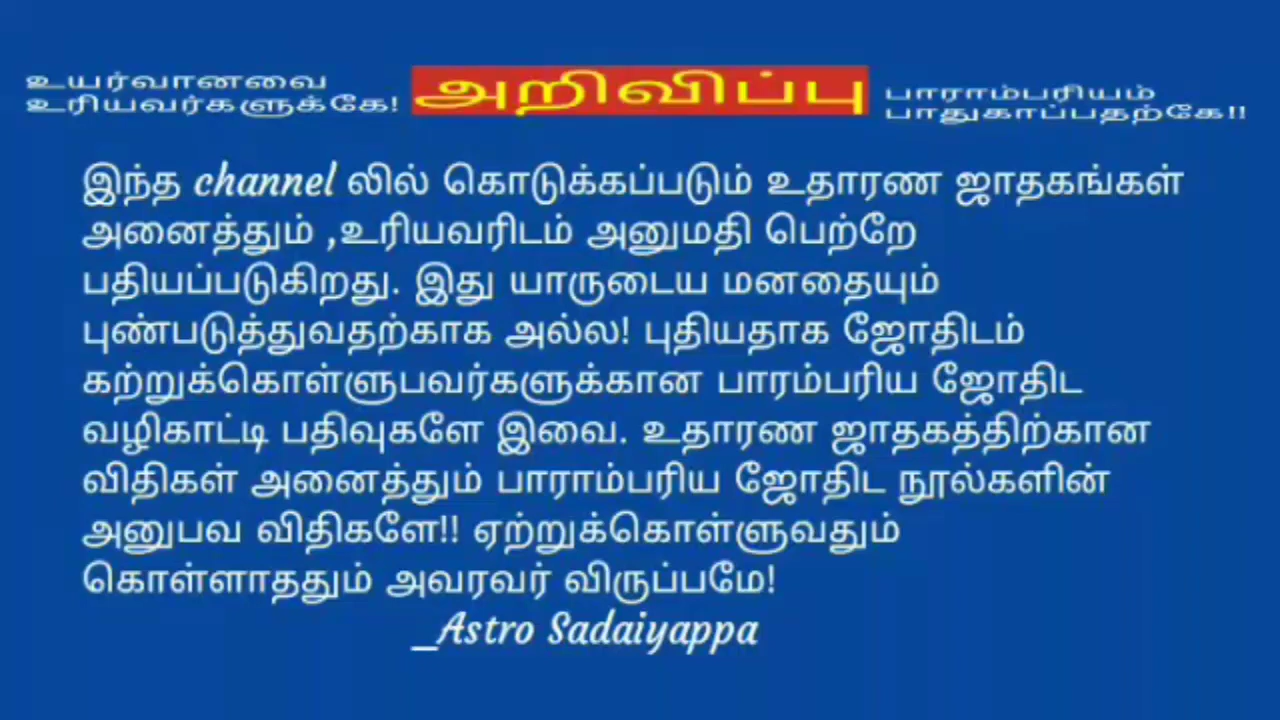 உயர்வானவை
உரியவர்களுக்கே!
அறிவிப்பு
பாராம்பரியம்
பாதுகாப்பதற்கே!!
இந்த channel லில் கொடுக்கப்படும் உதாரண ஜாதகங்கள்
அனைத்தும் ,உரியவரிடம் அனுமதி பெற்றே
பதியப்படுகிறது. இது யாருடைய மனதையும்
புண்படுத்துவதற்காக அல்ல! புதியதாக ஜோதிடம்
கற்றுக்கொள்ளுபவர்களுக்கான பாரம்பரிய ஜோதிட
வழிகாட்டி பதிவுகளே இவை. உதாரண ஜாதகத்திற்கான
விதிகள் அனைத்தும் பாராம்பரிய ஜோதிட நூல்களின்
அனுபவ விதிகளே!! ஏற்றுக்கொள்ளுவதும்
கொள்ளாததும் அவரவர் விருப்பமே!
_Astro Sadaiyappa